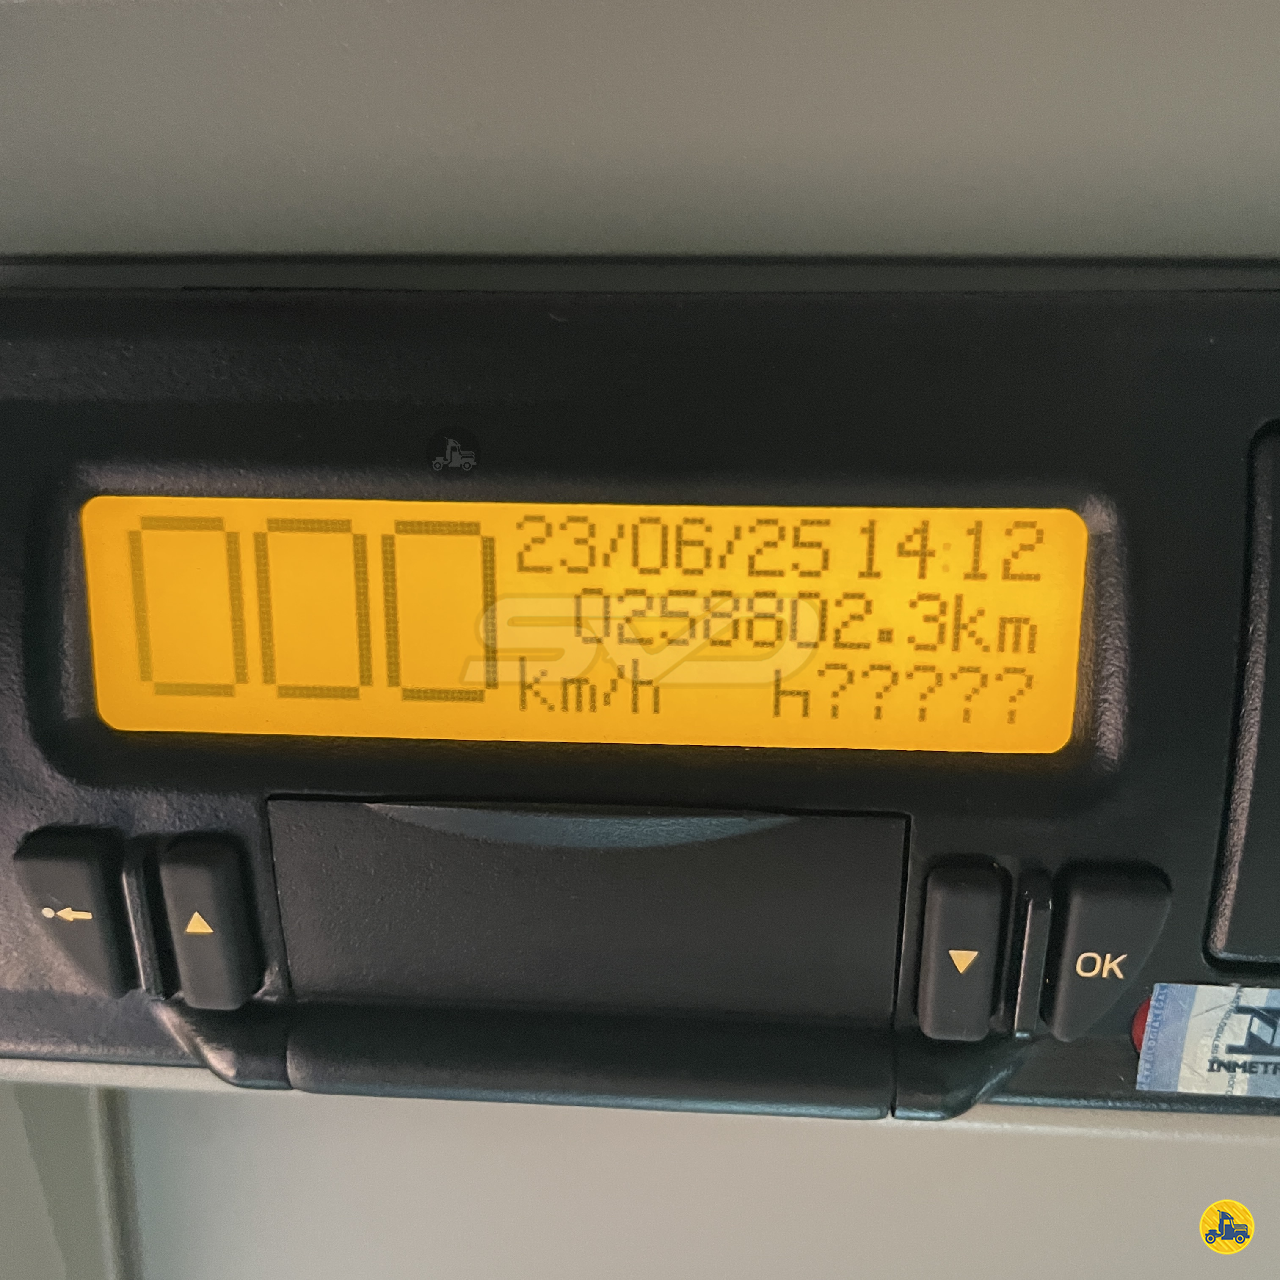 000 23/06/25 14:12
0258802.3km
km/h h?????
OK
INMETR